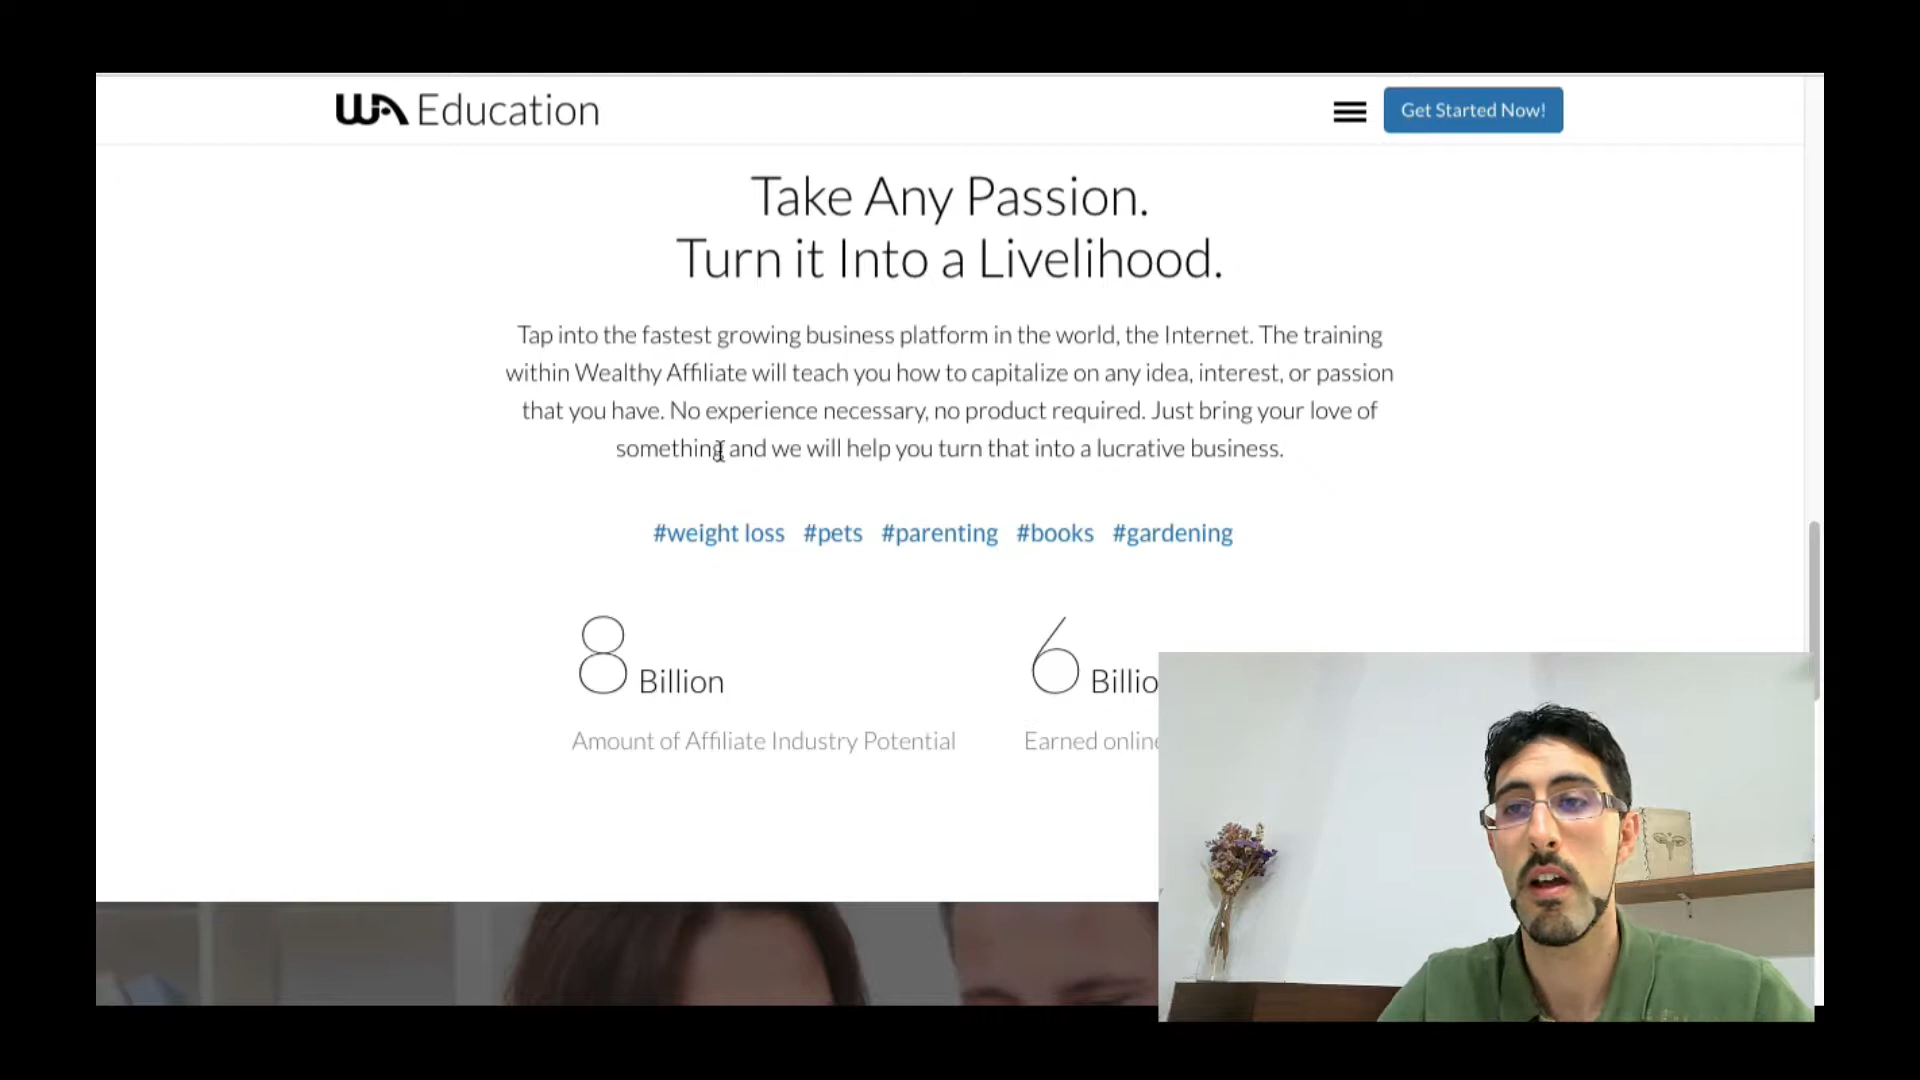 WA Education
Get Started Now!
Take Any Passion.
Turn it Into a Livelihood.
Tap into the fastest growing business platform in the world, the Internet. The training
within Wealthy Affiliate will teach you how to capitalize on any idea, interest, or passion
that you have. No experience necessary, no product required. Just bring your love of
something and we will help you turn that into a lucrative business.
#weight loss #pets #parenting #books #gardening
8 Billion
6 Billio
Amount of Affiliate Industry Potential
Earned online